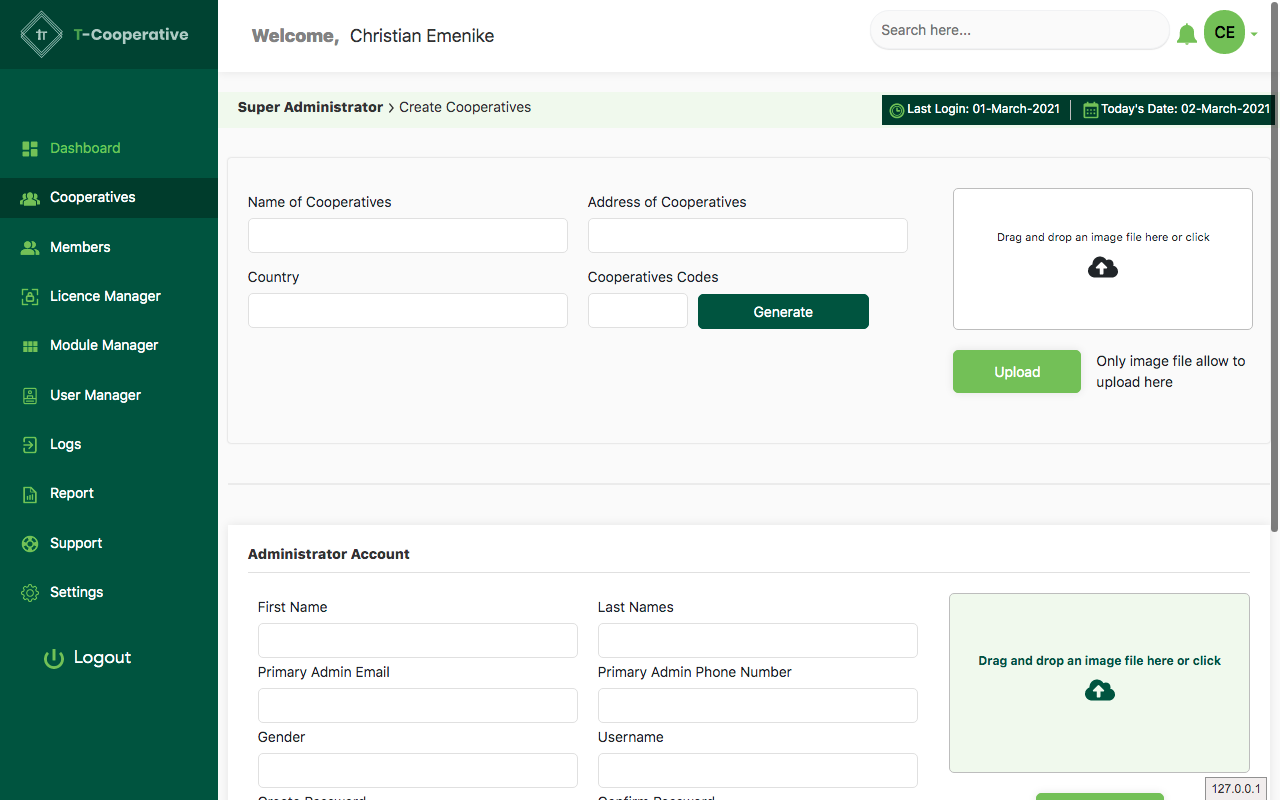 T-Cooperative
Welcome, Christian Emenike
Search here...
CE
Super Administrator > Create Cooperatives
Last Login: 01-March-2021
Today's Date: 02-March-2021
Dashboard
Cooperatives
Members
Licence Manager
Module Manager
User Manager
Logs
Report
Support
Settings
Logout
Name of Cooperatives
Address of Cooperatives
Country
Cooperatives Codes
Generate
Drag and drop an image file here or click
Upload
Only image file allow to
upload here
Administrator Account
First Name
Last Names
Primary Admin Email
Primary Admin Phone Number
Gender
Username
Create Password
Confirm Password
Drag and drop an image file here or click
127.0.0.1